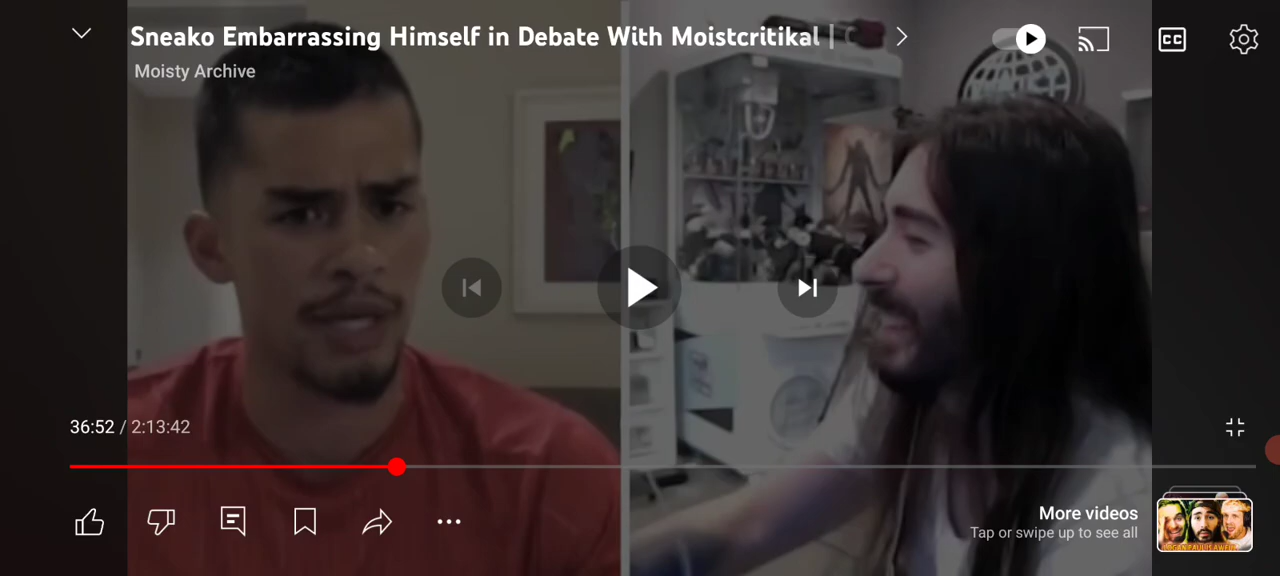 Sneako Embarrassing Himself in Debate With Moistcritikal |
Moisty Archive
CC
36:52 / 2:13:42
More videos
Tap or swipe up to see all